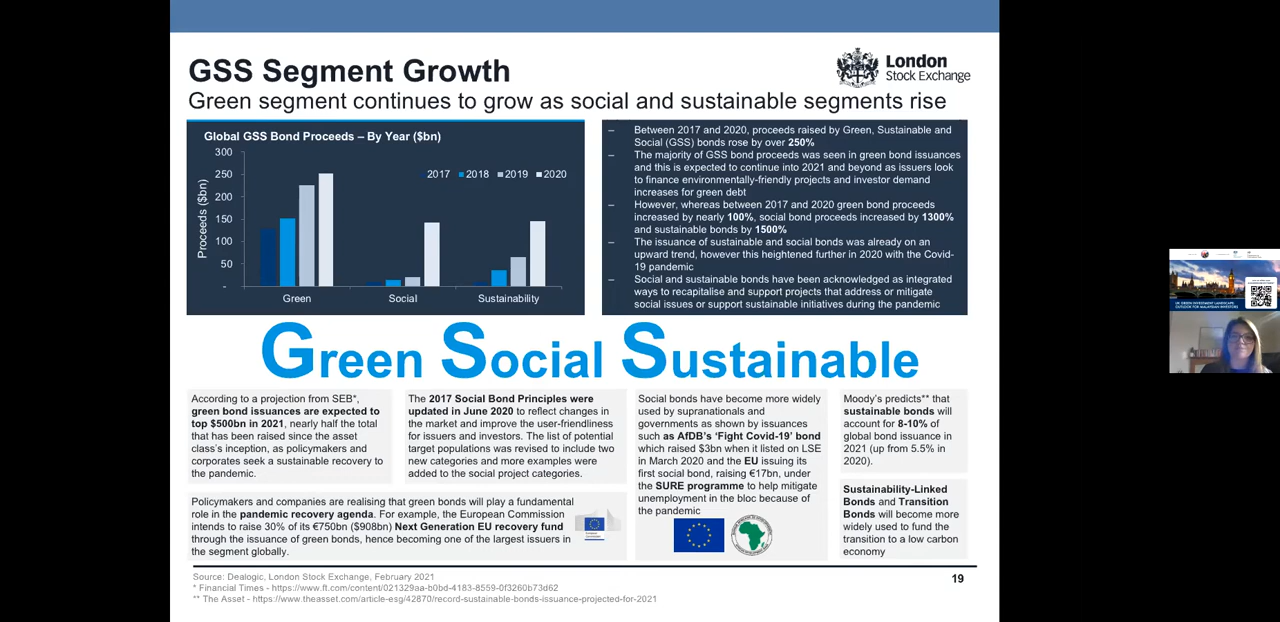 GSS Segment Growth
London
Stock Exchange
Green segment continues to grow as social and sustainable segments rise
Global GSS Bond Proceeds – By Year ($bn)
Proceeds ($bn)
300
250
200
150
100
50
-
2017 2018 2019 2020
Green Social Sustainability
– Between 2017 and 2020, proceeds raised by Green, Sustainable and
Social (GSS) bonds rose by over 250%
– The majority of GSS bond proceeds was seen in green bond issuances
and this is expected to continue into 2021 and beyond as issuers look
to finance environmentally-friendly projects and investor demand
increases for green debt
– However, whereas between 2017 and 2020 green bond proceeds
increased by nearly 100%, social bond proceeds increased by 1300%
and sustainable bonds by 1500%
– The issuance of sustainable and social bonds was already on an
upward trend, however this heightened further in 2020 with the Covid-
19 pandemic
– Social and sustainable bonds have been acknowledged as integrated
ways to recapitalise and support projects that address or mitigate
social issues or support sustainable initiatives during the pandemic
Green Social Sustainable
According to a projection from SEB*,
green bond issuances are expected to
top $500bn in 2021, nearly half the total
that has been raised since the asset
class's inception, as policymakers and
corporates seek a sustainable recovery to
the pandemic.
The 2017 Social Bond Principles were
updated in June 2020 to reflect changes in
the market and improve the user-friendliness
for issuers and investors. The list of potential
target populations was revised to include two
new categories and more examples were
added to the social project categories.
Social bonds have become more widely
used by supranationals and
governments as shown by issuances
such as AfDB's 'Fight Covid-19' bond
which raised $3bn when it listed on LSE
in March 2020 and the EU issuing its
first social bond, raising €17bn, under
the SURE programme to help mitigate
unemployment in the bloc because of
the pandemic
Moody's predicts** that
sustainable bonds will
account for 8-10% of
global bond issuance in
2021 (up from 5.5% in
2020).
Policymakers and companies are realising that green bonds will play a fundamental
role in the pandemic recovery agenda. For example, the European Commission
intends to raise 30% of its €750bn ($908bn) Next Generation EU recovery fund
through the issuance of green bonds, hence becoming one of the largest issuers in
the segment globally.
Sustainability-Linked
Bonds and Transition
Bonds will become more
widely used to fund the
transition to a low carbon
economy
Source: Dealogic, London Stock Exchange, February 2021
* Financial Times - https://www.ft.com/content/021329aa-b0bd-4183-8559-0f3260b73d62
** The Asset - https://www.theasset.com/article-esg/42870/record-sustainable-bonds-issuance-projected-for-2021
19
UK GREEN INVESTMENT LANDSCAPE
OUTLOOK FOR MALAYSIAN INVESTORS